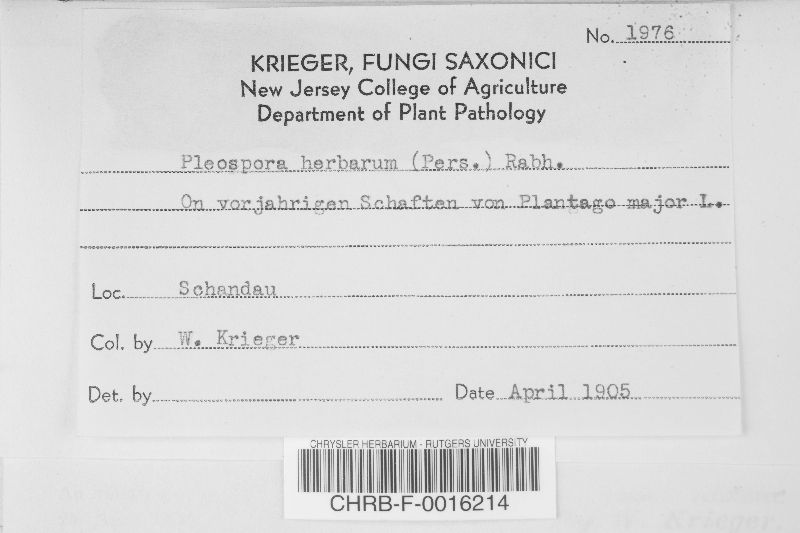 No. 1976
KRIEGER, FUNGI SAXONICI
New Jersey College of Agriculture
Department of Plant Pathology
Pleospora herbarum (Pers.) Rabh.
On vorjahrigen Schaften von Plantago major L.
Loc. Schandau
Col. by W. Krieger
Det. by Date April 1905
CHRYSLER HERBARIUM - RUTGERS UNIVERSITY
CHRB-F-0016214
W. Krieger.